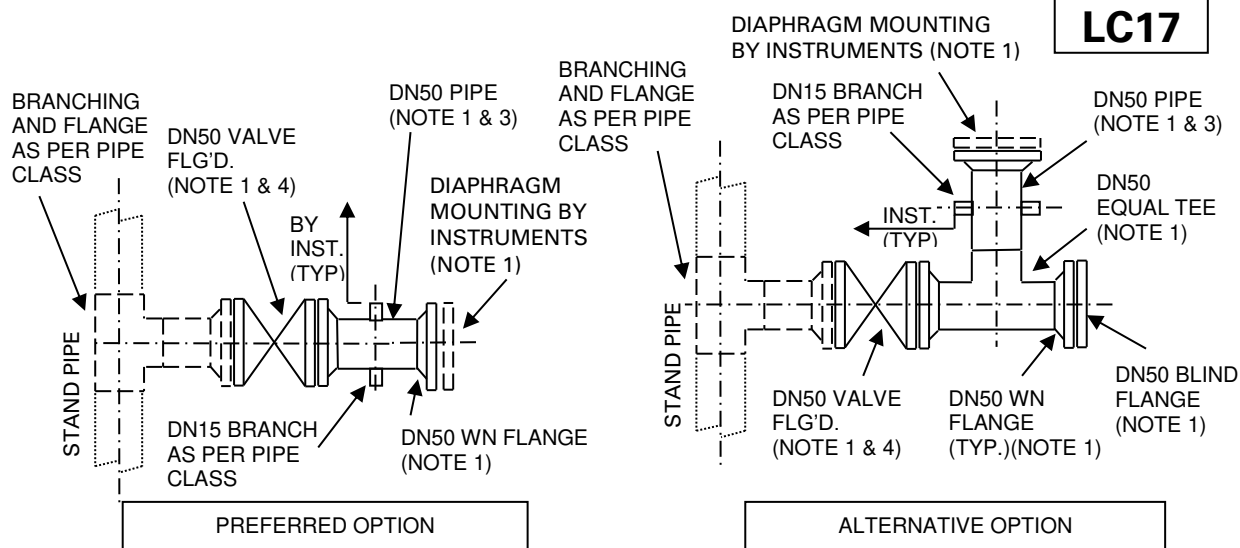 LC17
BRANCHING
AND FLANGE
AS PER PIPE
CLASS
DN50 VALVE
FLG'D.
(NOTE 1 & 4)
DN50 PIPE
(NOTE 1 & 3)
BY
INST.
(TYP)
DIAPHRAGM
MOUNTING BY
INSTRUMENTS
(NOTE 1)
STAND PIPE
DN15 BRANCH
AS PER PIPE
CLASS
DN50 WN FLANGE
(NOTE 1)
PREFERRED OPTION
DIAPHRAGM MOUNTING
BY INSTRUMENTS (NOTE 1)
BRANCHING
AND FLANGE
AS PER PIPE
CLASS
DN15 BRANCH
AS PER PIPE
CLASS
DN50 PIPE
(NOTE 1 & 3)
INST.
(TYP)
DN50
EQUAL TEE
(NOTE 1)
STAND PIPE
DN50 VALVE
FLG'D.
(NOTE 1 & 4)
DN50 WN
FLANGE
(TYP.)(NOTE 1)
DN50 BLIND
FLANGE
(NOTE 1)
ALTERNATIVE OPTION